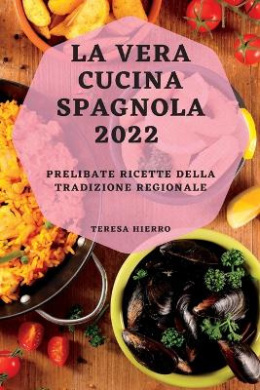 LA VERA
CUCINA
SPAGNOLA
2022
PRELIBATE RICETTE DELLA
TRADIZIONE REGIONALE
TERESA HIERRO